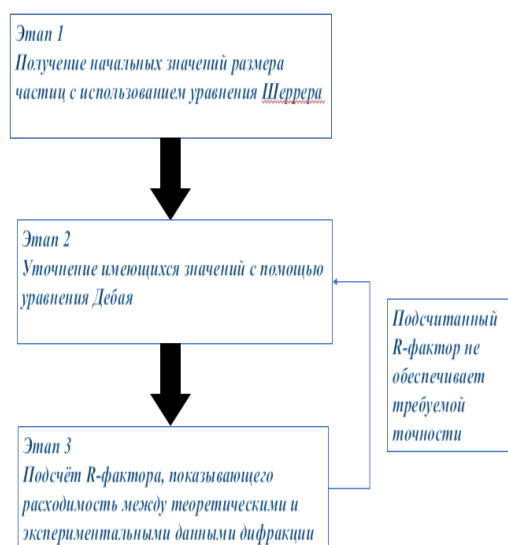 Этап 1
Получение начальных значений размера
частиц с использованием уравнения Шеррера
Этап 2
Уточнение имеющихся значений с помощью
уравнения Дебая
Подсчитанный
R-фактор не
обеспечивает
требуемой
точности
Этап 3
Подсчёт R-фактора, показывающего
расходимость между теоретическими и
экспериментальными данными дифракции